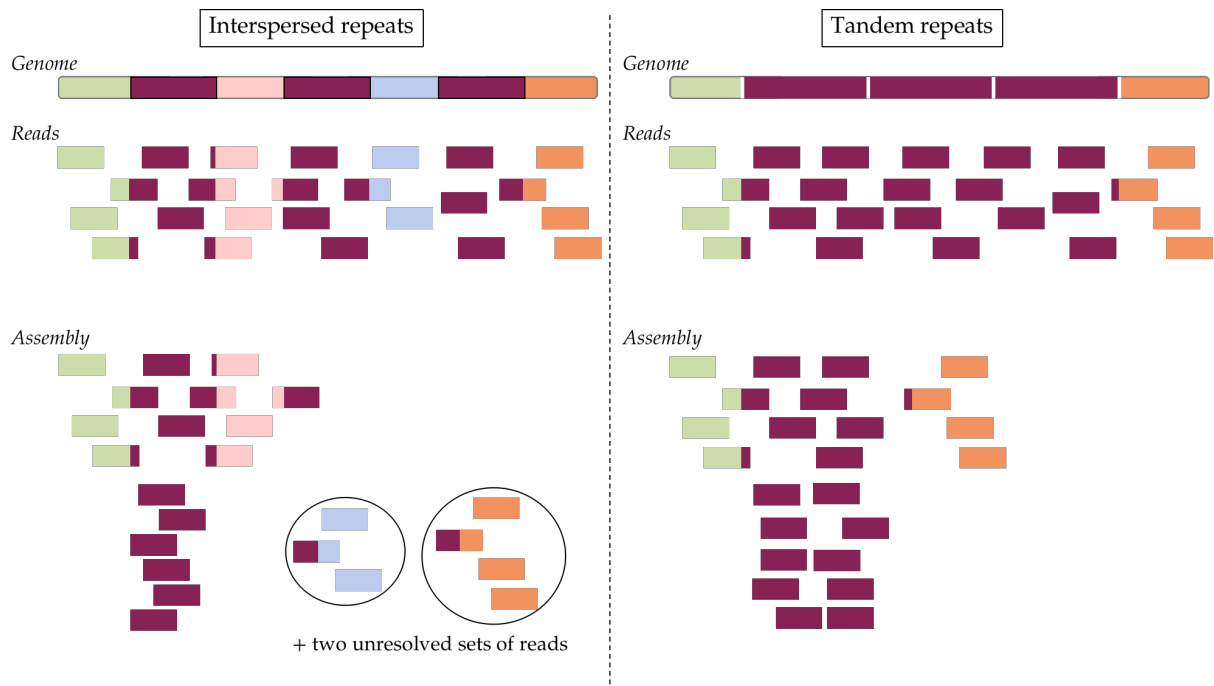 Interspersed repeats
Genome
Reads
Assembly
+ two unresolved sets of reads
Tandem repeats
Genome
Reads
Assembly